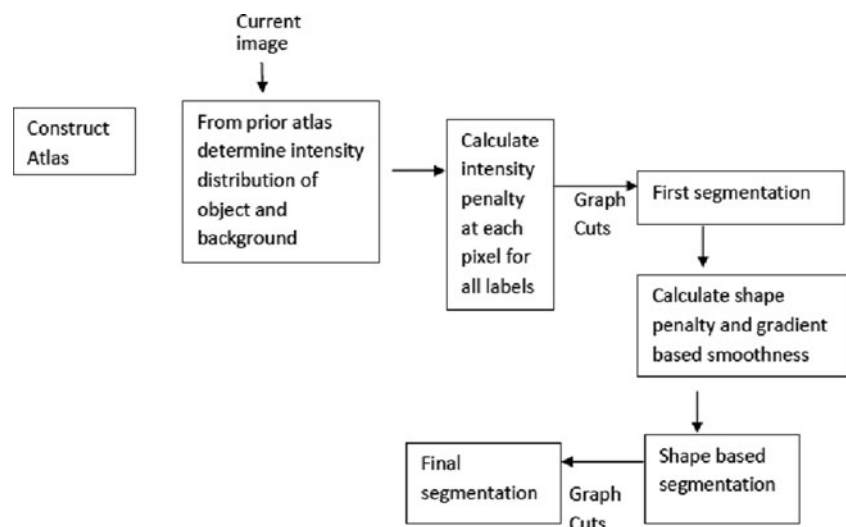 Current
image
Construct
Atlas
From prior atlas
determine intensity
distribution of
object and
background
Calculate
intensity
penalty
at each
pixel for
all labels
Graph
Cuts
First segmentation
Calculate shape
penalty and gradient
based smoothness
Shape based
segmentation
Graph
Cuts
Final
segmentation